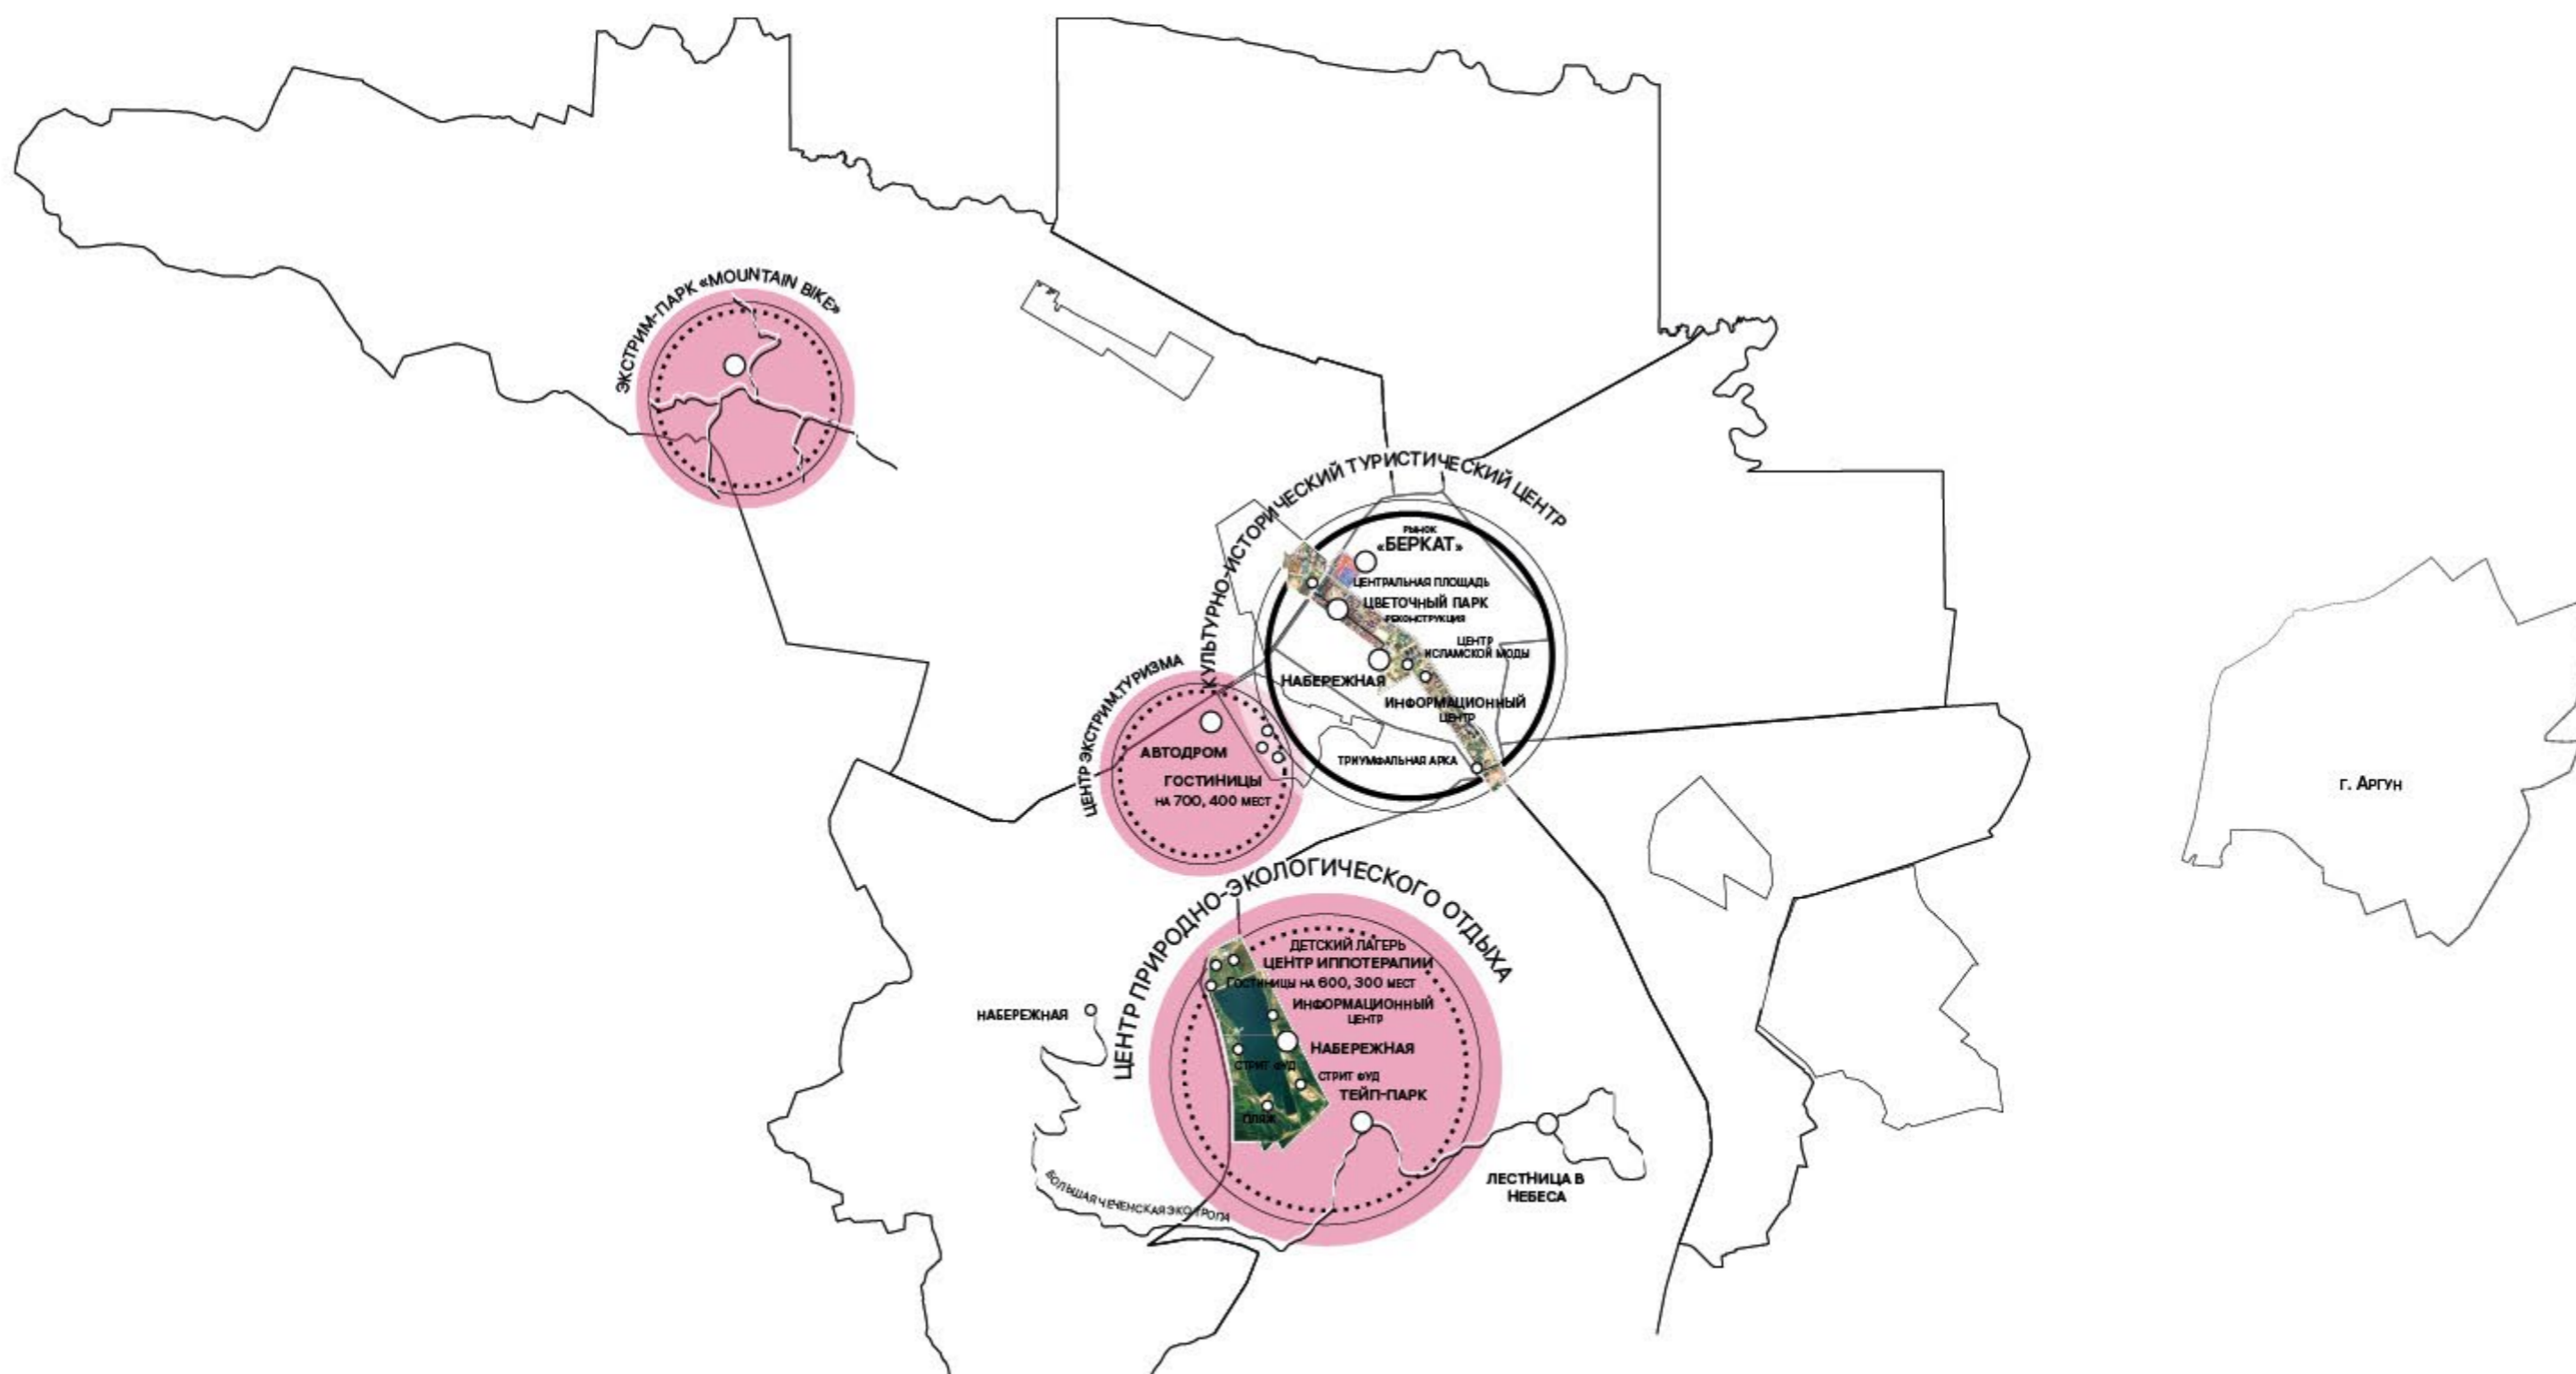 ЭКСТРИМ-ПАРК «MOUNTAIN BIKE»
КУЛЬТУРНО-ИСТОРИЧЕСКИЙ ТУРИСТИЧЕСКИЙ ЦЕНТР
РЫНОК
«БЕРКАТ»
ЦЕНТРАЛЬНАЯ ПЛОЩАДЬ
ЦВЕТОЧНЫЙ ПАРК
РЕКОНСТРУКЦИЯ
ЦЕНТР
ИСЛАМСКОЙ МОДЫ
НАБЕРЕЖНАЯ
ИНФОРМАЦИОННЫЙ
ЦЕНТР
ТРИУМФАЛЬНАЯ АРКА
ЦЕНТР ЭКСТРИМ.ТУРИЗМА
АВТОДРОМ
ГОСТИНИЦЫ
НА 700, 400 МЕСТ
г. Аргун
ЦЕНТР ПРИРОДНО-ЭКОЛОГИЧЕСКОГО ОТДЫХА
ДЕТСКИЙ ЛАГЕРЬ
ЦЕНТР ИППОТЕРАПИИ
Гостиницы на 600, 300 мест
ИНФОРМАЦИОННЫЙ
ЦЕНТР
НАБЕРЕЖНАЯ
НАБЕРЕЖНАЯ
СТРИТ ФУД
СТРИТ ФУД
ТЕЙП-ПАРК
ПЛЯЖ
ЛЕСТНИЦА В
НЕБЕСА
БОЛЬШАЯ ЧЕЧЕНСКАЯ ЭКОТРОПА